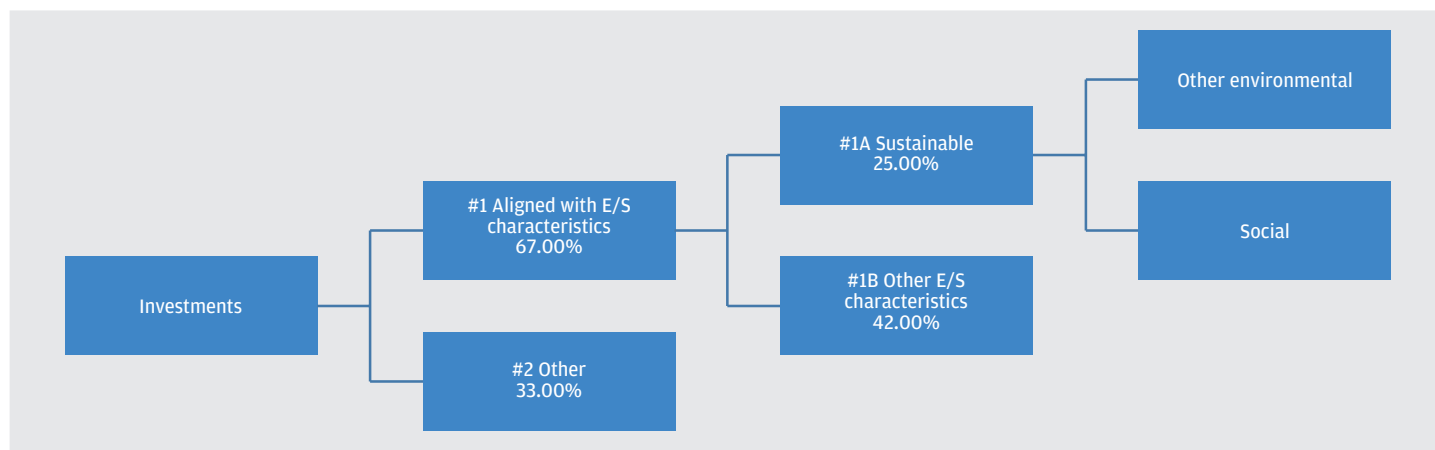 Investments
#1 Aligned with E/S
characteristics
67.00%
#2 Other
33.00%
#1A Sustainable
25.00%
#1B Other E/S
characteristics
42.00%
Other environmental
Social